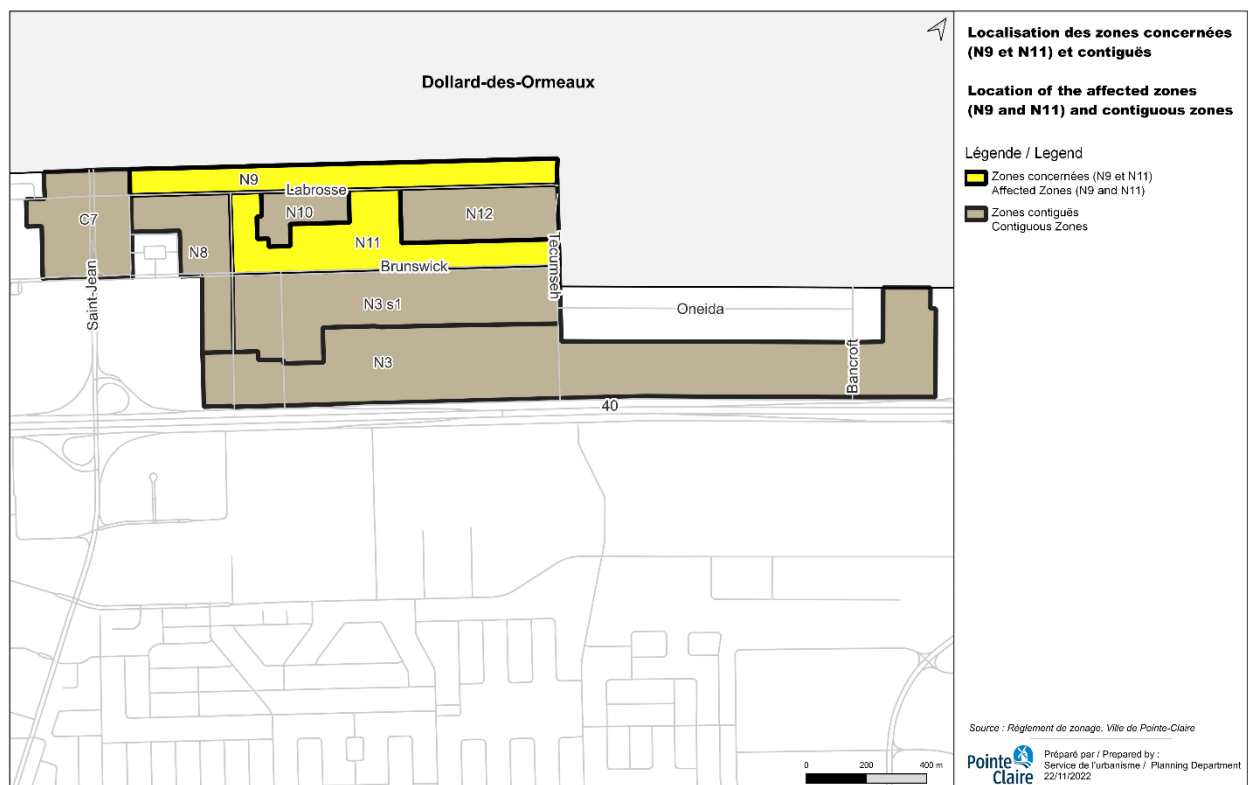 Dollard-des-Ormeaux
N9
Labrosse
N10
N12
C7
N8
N11
Brunswick
Tecumseh
Saint-Jean
N3 s1
Oneida
N3
Bancroft
40
0 200 400 m
Localisation des zones concernées
(N9 et N11) et contiguës
Location of the affected zones
(N9 and N11) and contiguous zones
Légende / Legend
Zones concernées (N9 et N11)
Affected Zones (N9 and N11)
Zones contiguës
Contiguous Zones
Source : Règlement de zonage, Ville de Pointe-Claire
Pointe
Claire
Préparé par / Prepared by :
Service de l'urbanisme / Planning Department
22/11/2022